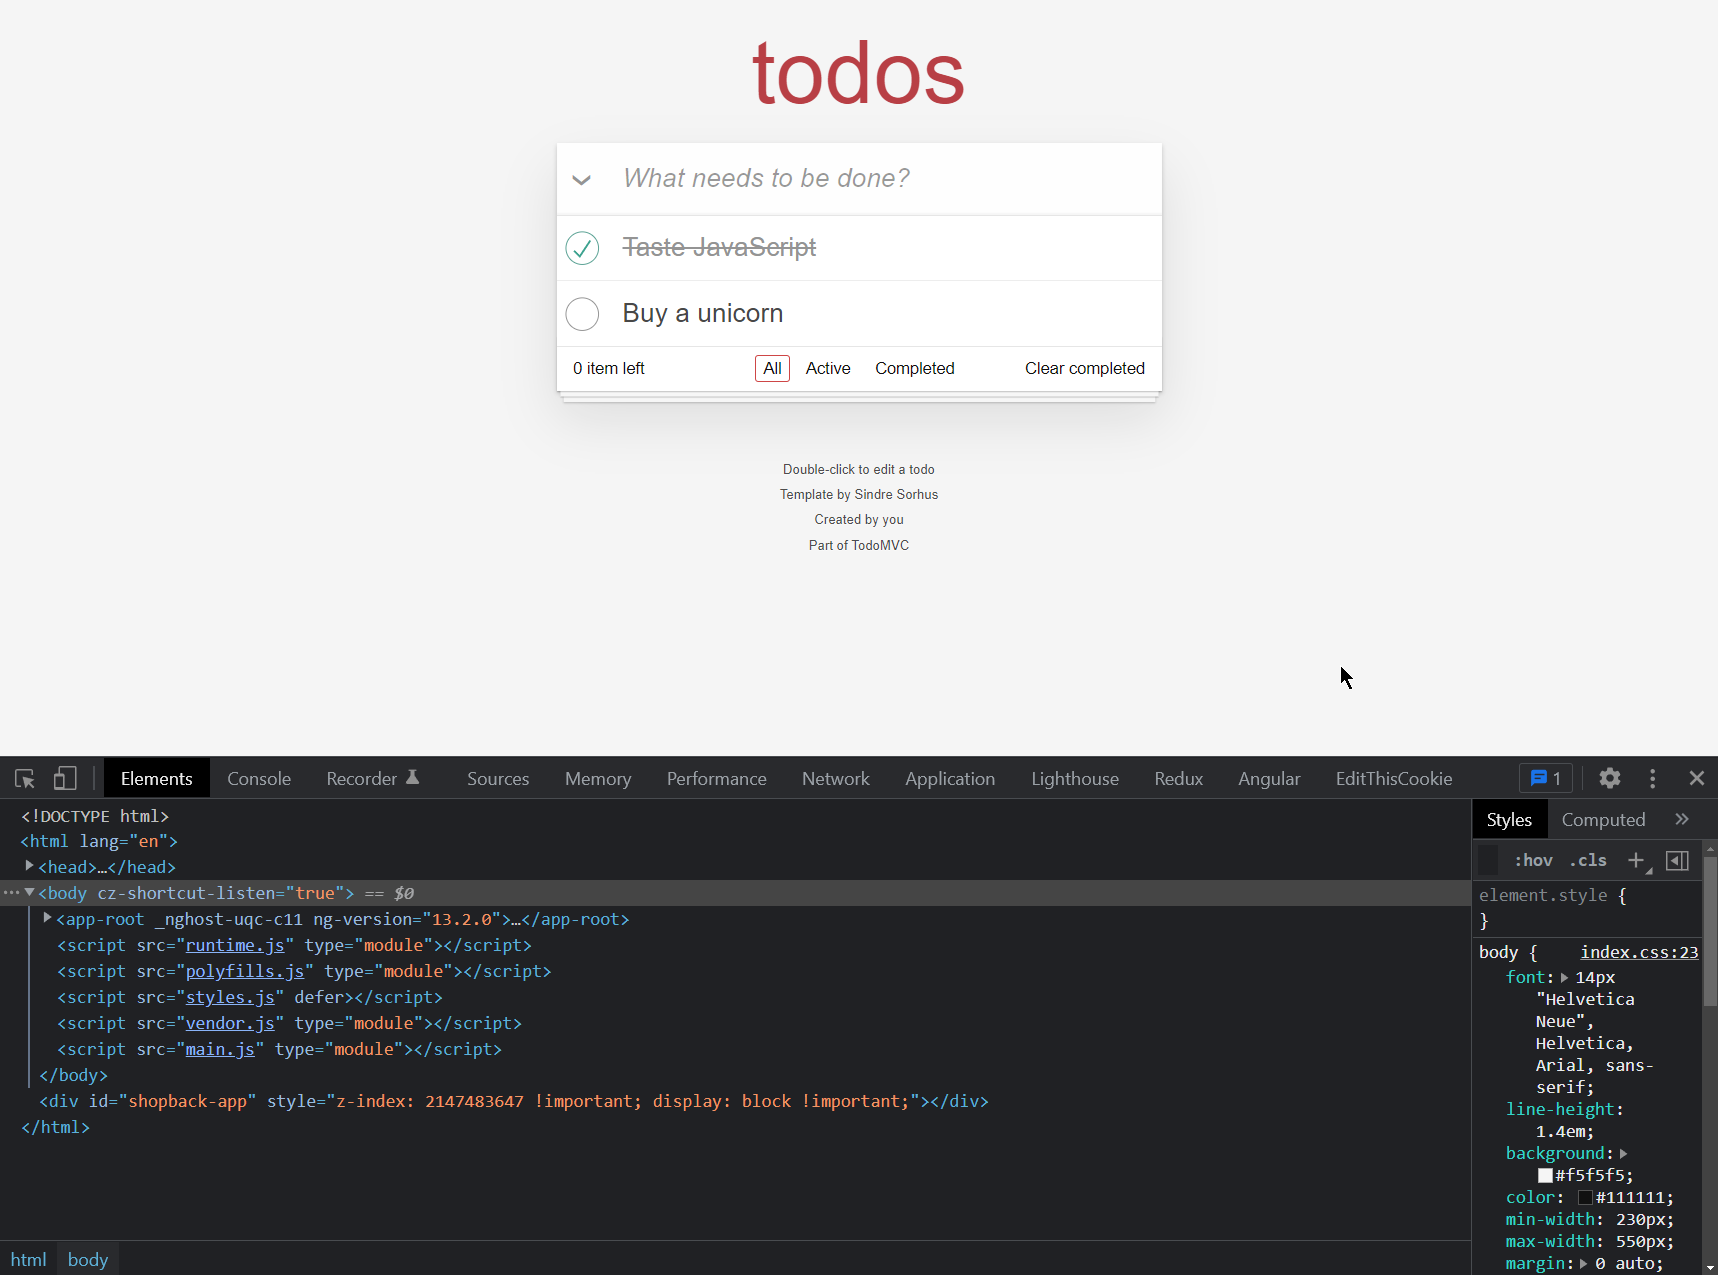 todos
What needs to be done?
Taste JavaScript
Buy a unicorn
0 item left All Active Completed Clear completed
Double-click to edit a todo
Template by Sindre Sorhus
Created by you
Part of TodoMVC
Elements Console Recorder Sources Memory Performance Network Application Lighthouse Redux Angular EditThisCookie 1
<!DOCTYPE html>
<html lang="en">
<head>…</head>
<body cz-shortcut-listen="true"> == $0
<app-root _nghost-uqc-c11 ng-version="13.2.0">…</app-root>
<script src="runtime.js" type="module"></script>
<script src="polyfills.js" type="module"></script>
<script src="styles.js" defer></script>
<script src="vendor.js" type="module"></script>
<script src="main.js" type="module"></script>
</body>
<div id="shopback-app" style="z-index: 2147483647 !important; display: block !important;"></div>
</html>
html body
Styles Computed
:hov .cls
element.style {
}
body { index.css:23
font: 14px
"Helvetica
Neue",
Helvetica,
Arial, sans-
serif;
line-height:
1.4em;
background:
#f5f5f5;
color: #111111;
min-width: 230px;
max-width: 550px;
margin: 0 auto;